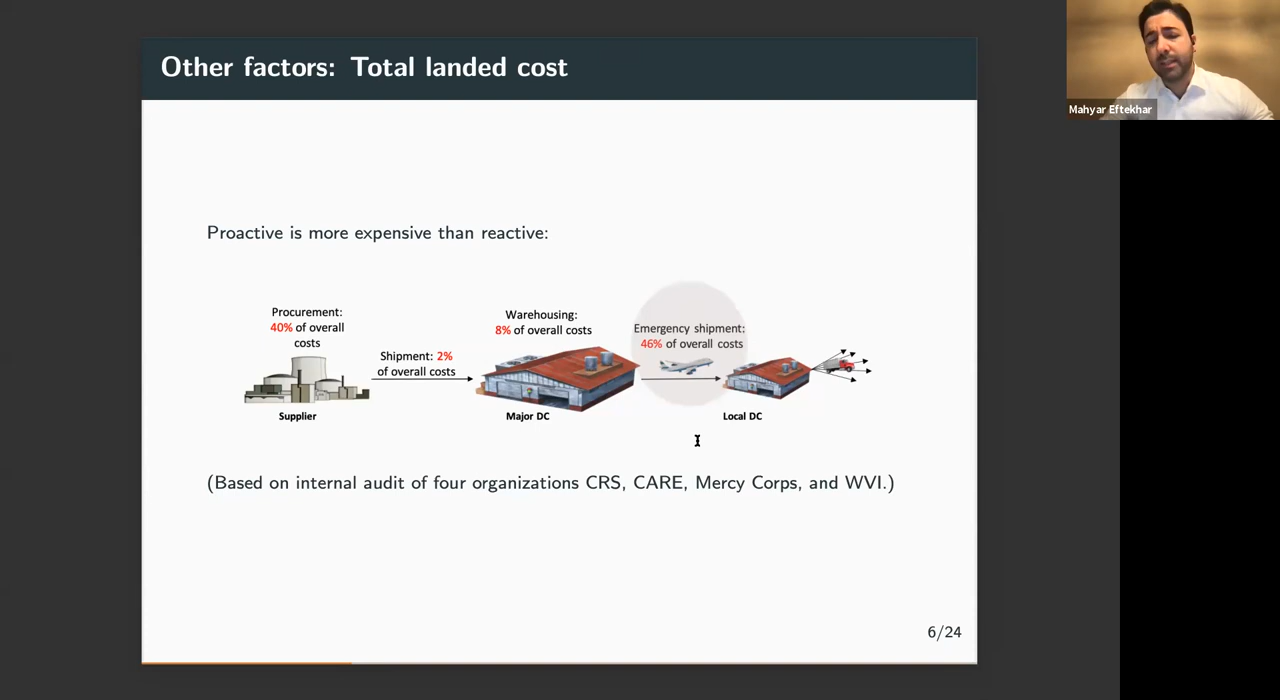 Other factors: Total landed cost
Mahyar Eftekhar
Proactive is more expensive than reactive:
Procurement:
40% of overall
costs
Shipment: 2%
of overall costs
Warehousing:
8% of overall costs
Emergency shipment:
46% of overall costs
Supplier
Major DC
Local DC
(Based on internal audit of four organizations CRS, CARE, Mercy Corps, and WVI.)
6/24